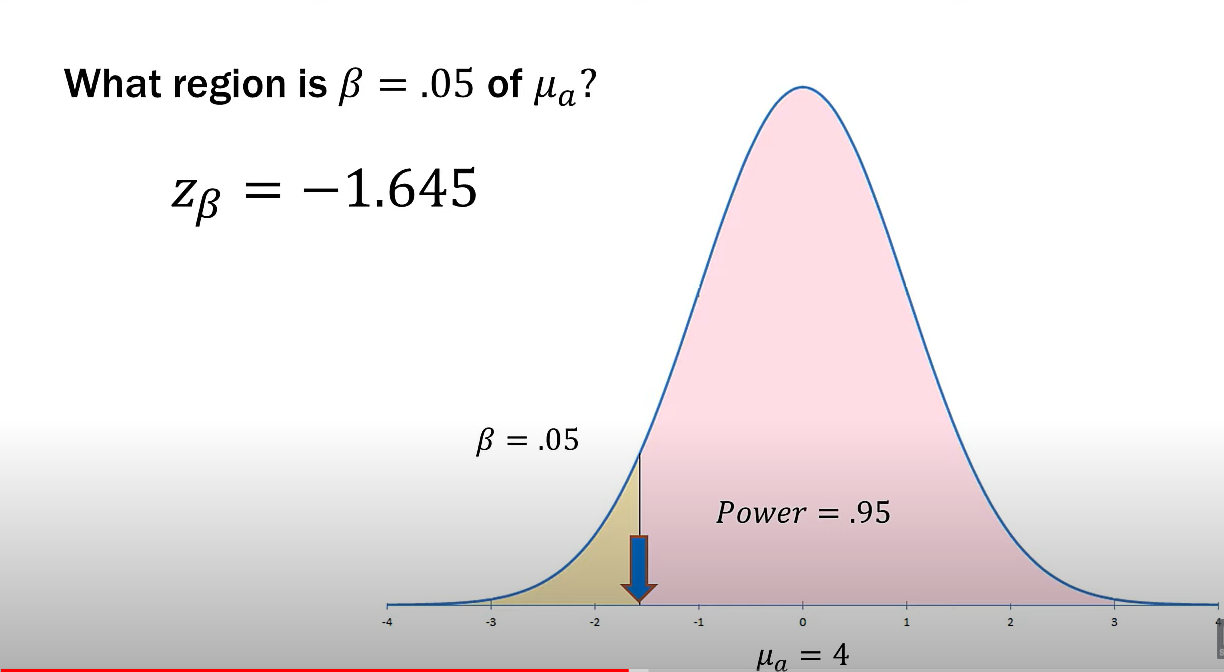 What region is β = .05 of μₐ?
z_β = −1.645
β = .05
Power = .95
-4 -3 -2 -1 0 1 2 3 4
μₐ = 4